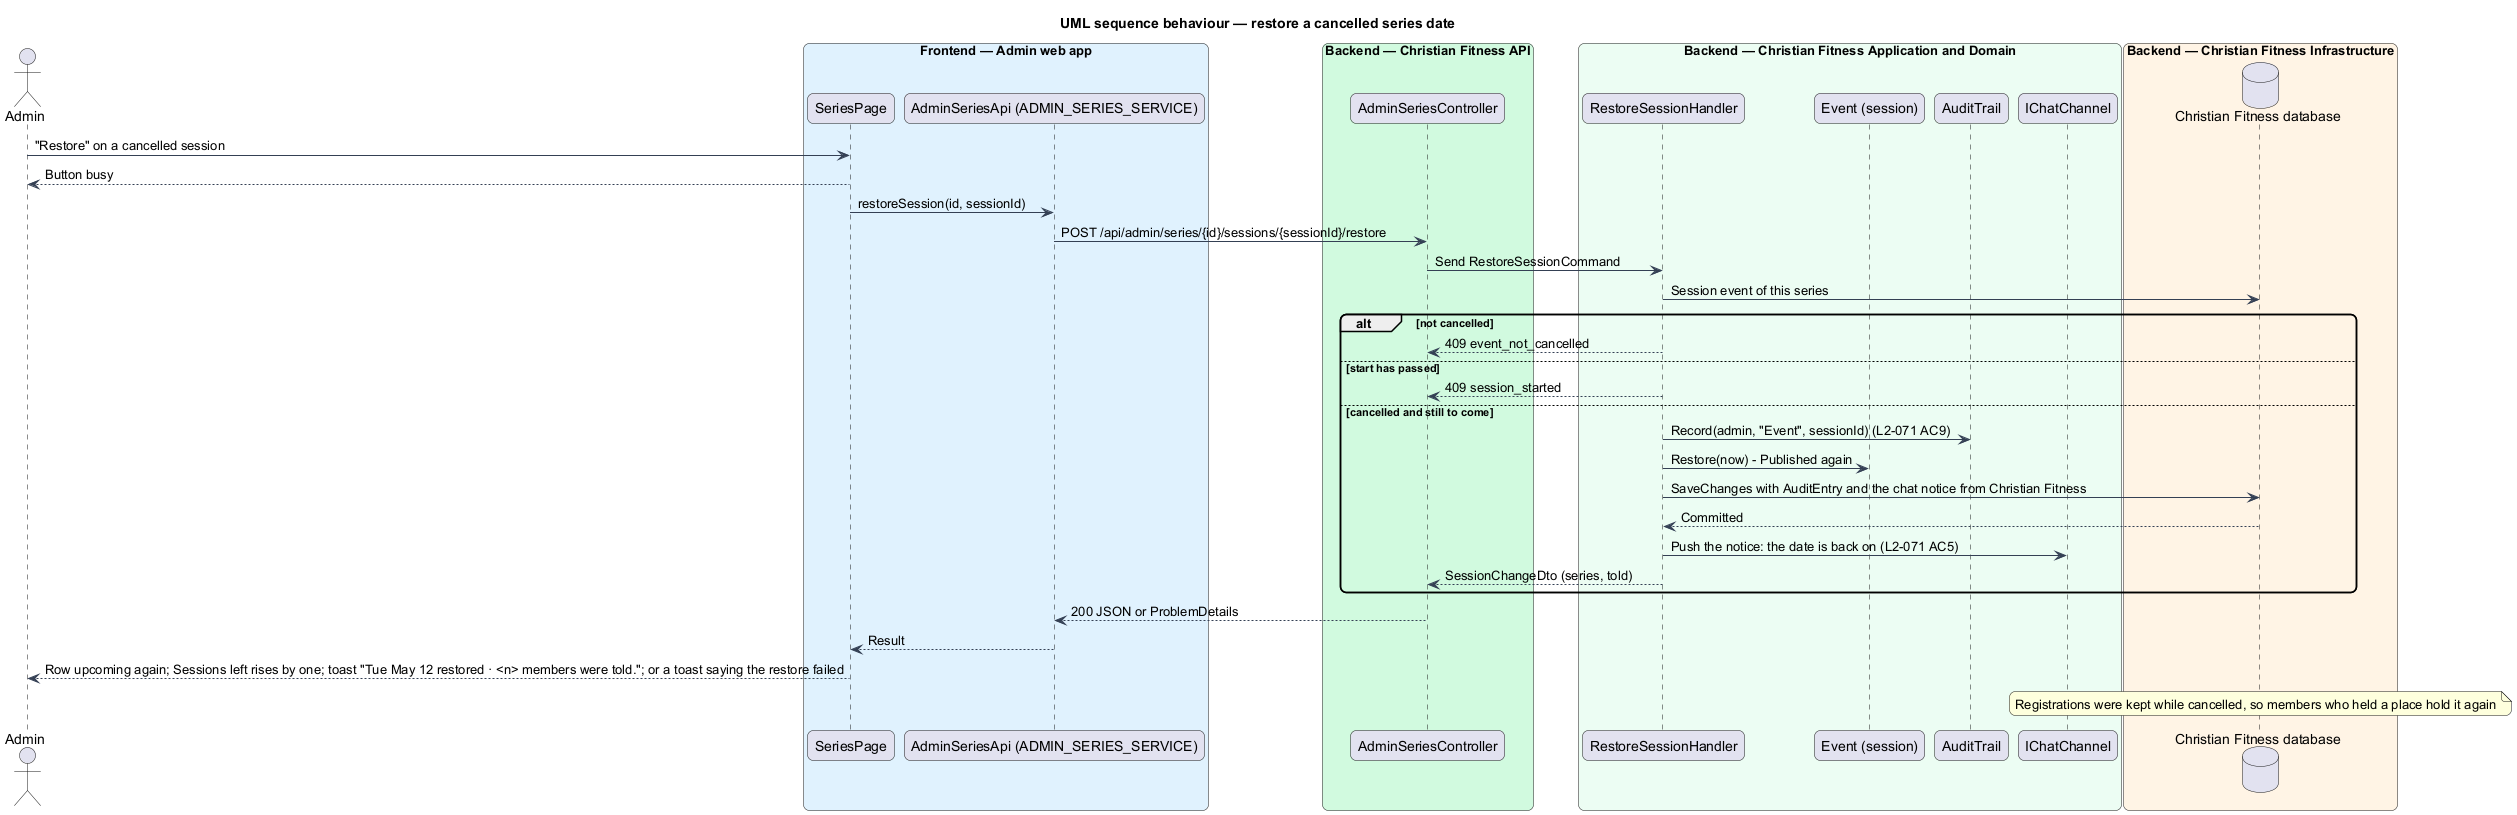 UML sequence behaviour — restore a cancelled series date
Frontend — Admin web app
Backend — Christian Fitness API
Backend — Christian Fitness Application and Domain
Backend — Christian Fitness Infrastructure
Admin
SeriesPage
AdminSeriesApi (ADMIN_SERIES_SERVICE)
AdminSeriesController
RestoreSessionHandler
Event (session)
AuditTrail
IChatChannel
Christian Fitness database
"Restore" on a cancelled session
Button busy
restoreSession(id, sessionId)
POST /api/admin/series/{id}/sessions/{sessionId}/restore
Send RestoreSessionCommand
Session event of this series
alt
[not cancelled]
409 event_not_cancelled
[start has passed]
409 session_started
[cancelled and still to come]
Record(admin, "Event", sessionId) (L2-071 AC9)
Restore(now) - Published again
SaveChanges with AuditEntry and the chat notice from Christian Fitness
Committed
Push the notice: the date is back on (L2-071 AC5)
SessionChangeDto (series, told)
200 JSON or ProblemDetails
Result
Row upcoming again; Sessions left rises by one; toast "Tue May 12 restored · <n> members were told."; or a toast saying the restore failed
Registrations were kept while cancelled, so members who held a place hold it again
Admin
SeriesPage
AdminSeriesApi (ADMIN_SERIES_SERVICE)
AdminSeriesController
RestoreSessionHandler
Event (session)
AuditTrail
IChatChannel
Christian Fitness database